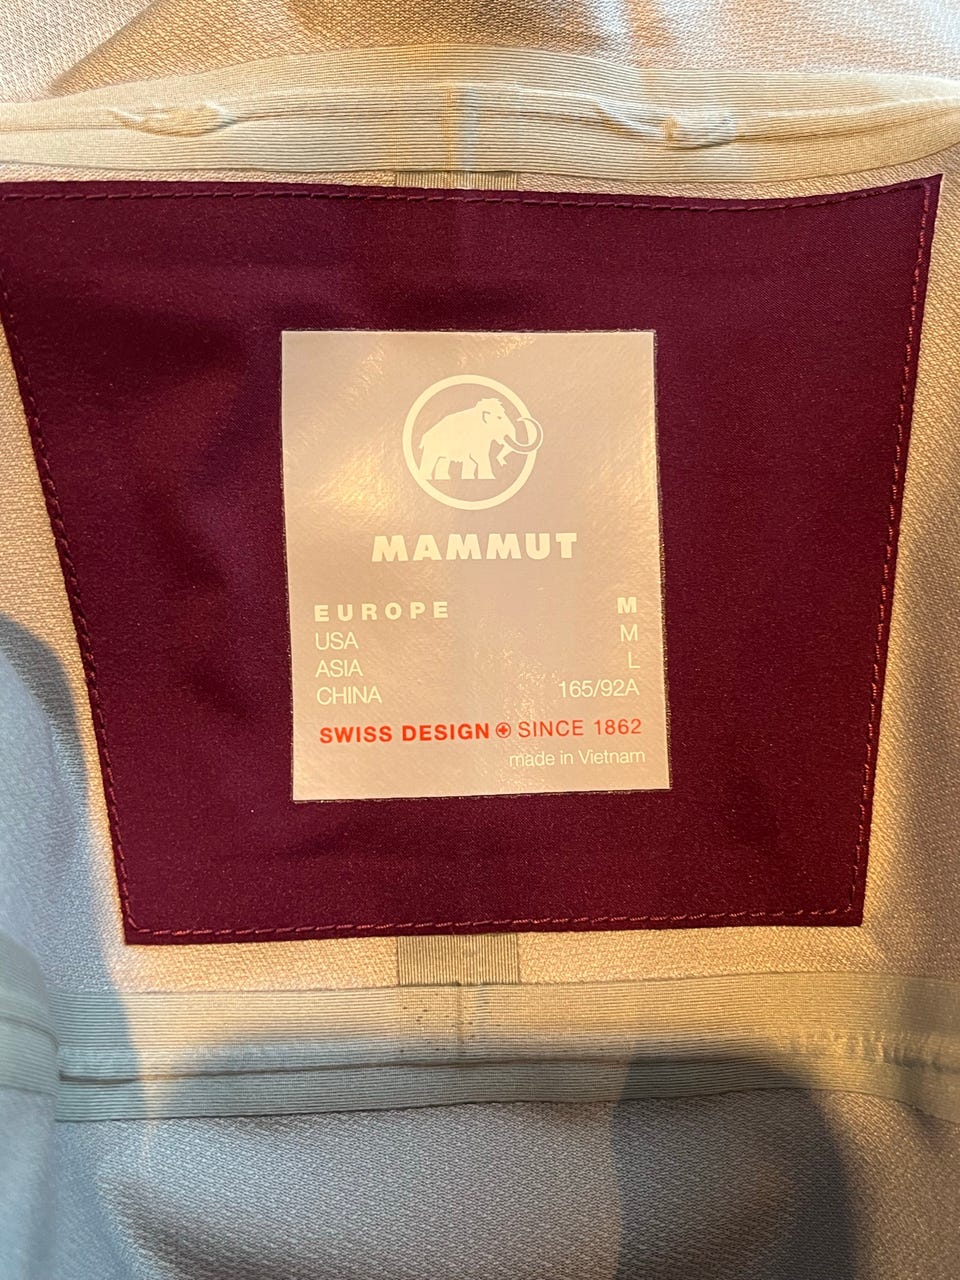 MAMMUT
EUROPE M
USA M
ASIA L
CHINA 165/92A
SWISS DESIGN SINCE 1862
made in Vietnam